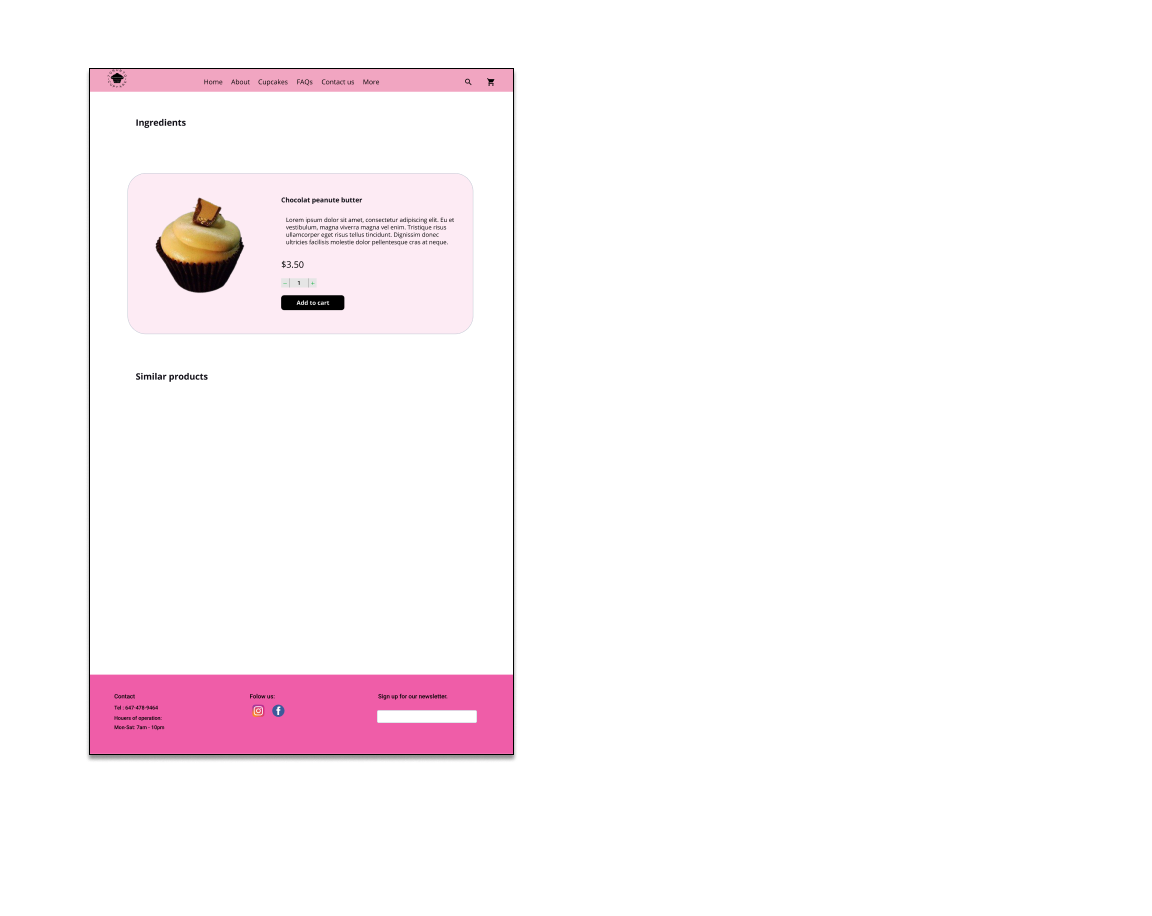 Home About Cupcakes FAQs Contact us More
Ingredients
Chocolat peanute butter
Lorem ipsum dolor sit amet, consectetur adipiscing elit. Eu et
vestibulum, magna viverra magna vel enim. Tristique risus
ullamcorper eget risus tellus tincidunt. Dignissim donec
ultricies facilisis molestie dolor pellentesque cras at neque.
$3.50
- 1 +
Add to cart
Similar products
Contact
Tel : 647-478-9464
Houers of operation:
Mon-Sat: 7am - 10pm
Folow us:
Sign up for our newsletter.